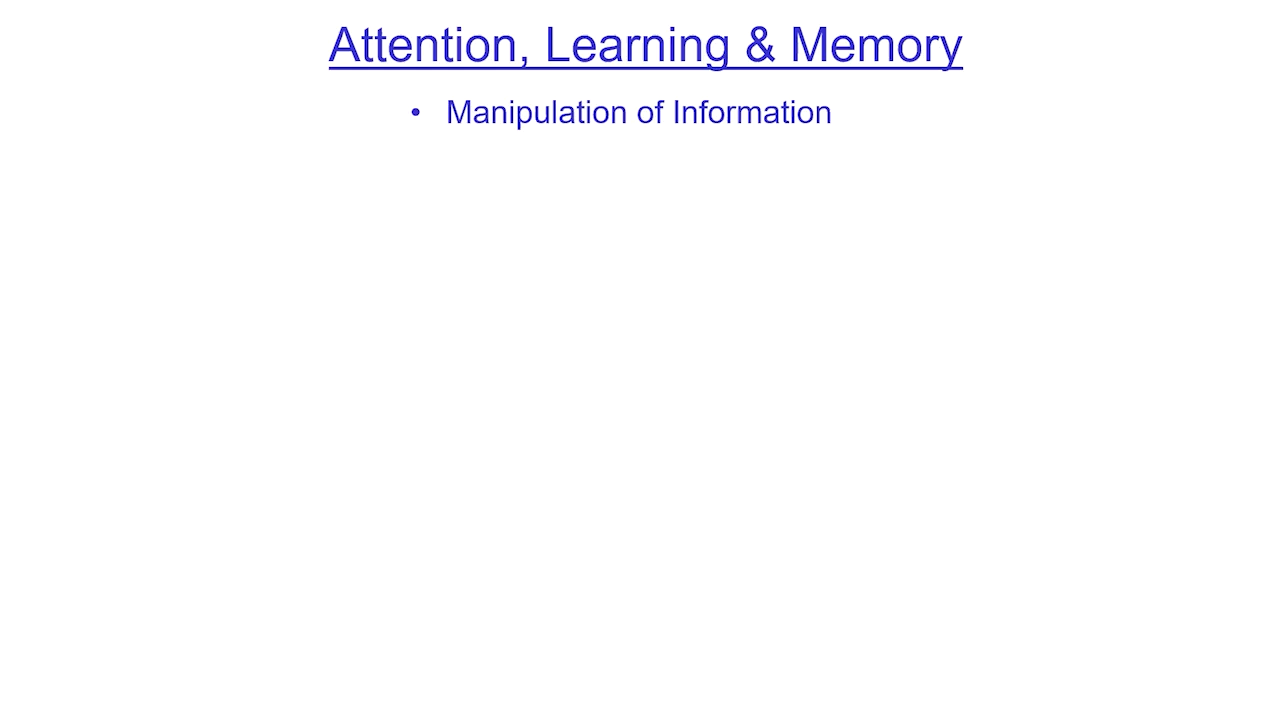 Attention, Learning & Memory
• Manipulation of Information